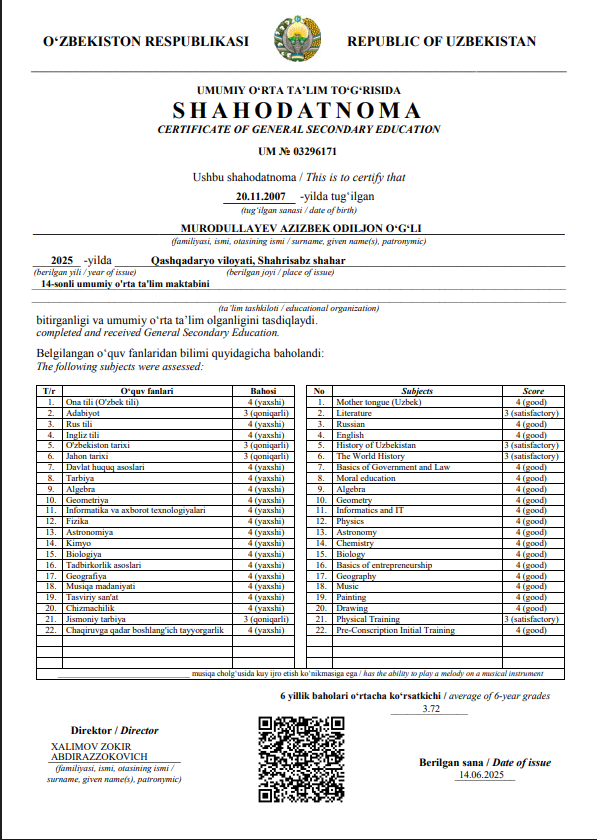 O‘ZBEKISTON RESPUBLIKASI REPUBLIC OF UZBEKISTAN
UMUMIY O‘RTA TA’LIM TO‘G‘RISIDA
SHAHODATNOMA
CERTIFICATE OF GENERAL SECONDARY EDUCATION
UM № 03296171
Ushbu shahodatnoma / This is to certify that
20.11.2007 -yilda tug‘ilgan
(tug‘ilgan sanasi / date of birth)
MURODULLAYEV AZIZBEK ODILJON O‘G‘LI
(familiyasi, ismi, otasining ismi / surname, given name(s), patronymic)
2025 -yilda Qashqadaryo viloyati, Shahrisabz shahar
(berilgan yili / year of issue) (berilgan joyi / place of issue)
14-sonli umumiy o'rta ta'lim maktabini
(ta’lim tashkiloti / educational organization)
bitirganligi va umumiy o‘rta ta’lim olganligini tasdiqlaydi.
completed and received General Secondary Education.
Belgilangan o‘quv fanlaridan bilimi quyidagicha baholandi:
The following subjects were assessed:
T/r O‘quv fanlari Bahosi No Subjects Score
1. Ona tili (O'zbek tili) 4 (yaxshi) 1. Mother tongue (Uzbek) 4 (good)
2. Adabiyot 3 (qoniqarli) 2. Literature 3 (satisfactory)
3. Rus tili 4 (yaxshi) 3. Russian 4 (good)
4. Ingliz tili 4 (yaxshi) 4. English 4 (good)
5. O'zbekiston tarixi 3 (qoniqarli) 5. History of Uzbekistan 3 (satisfactory)
6. Jahon tarixi 3 (qoniqarli) 6. The World History 3 (satisfactory)
7. Davlat huquq asoslari 4 (yaxshi) 7. Basics of Government and Law 4 (good)
8. Tarbiya 4 (yaxshi) 8. Moral education 4 (good)
9. Algebra 4 (yaxshi) 9. Algebra 4 (good)
10. Geometriya 4 (yaxshi) 10. Geometry 4 (good)
11. Informatika va axborot texnologiyalari 4 (yaxshi) 11. Informatics and IT 4 (good)
12. Fizika 4 (yaxshi) 12. Physics 4 (good)
13. Astronomiya 4 (yaxshi) 13. Astronomy 4 (good)
14. Kimyo 4 (yaxshi) 14. Chemistry 4 (good)
15. Biologiya 4 (yaxshi) 15. Biology 4 (good)
16. Tadbirkorlik asoslari 4 (yaxshi) 16. Basics of entrepreneurship 4 (good)
17. Geografiya 4 (yaxshi) 17. Geography 4 (good)
18. Musiqa madaniyati 4 (yaxshi) 18. Music 4 (good)
19. Tasviriy san'at 4 (yaxshi) 19. Painting 4 (good)
20. Chizmachilik 4 (yaxshi) 20. Drawing 4 (good)
21. Jismoniy tarbiya 3 (qoniqarli) 21. Physical Training 3 (satisfactory)
22. Chaqiruvga qadar boshlang'ich tayyorgarlik 4 (yaxshi) 22. Pre-Conscription Initial Training 4 (good)
musiqa cholg‘usida kuy ijro etish ko‘nikmasiga ega / has the ability to play a melody on a musical instrument
6 yillik baholari o‘rtacha ko‘rsatkichi / average of 6-year grades
3.72
Direktor / Director
XALIMOV ZOKIR
ABDIRAZZOKOVICH
(familiyasi, ismi, otasining ismi /
surname, given name(s), patronymic)
Berilgan sana / Date of issue
14.06.2025